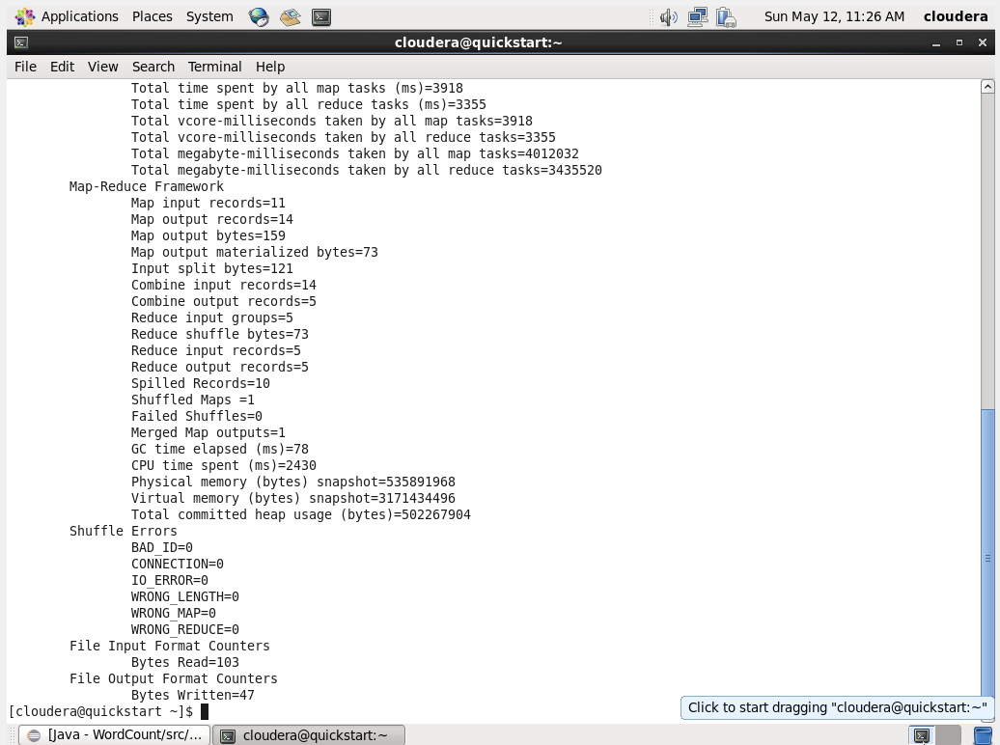 Applications Places System Sun May 12, 11:26 AM cloudera
cloudera@quickstart:~
File Edit View Search Terminal Help
Total time spent by all map tasks (ms)=3918
Total time spent by all reduce tasks (ms)=3355
Total vcore-milliseconds taken by all map tasks=3918
Total vcore-milliseconds taken by all reduce tasks=3355
Total megabyte-milliseconds taken by all map tasks=4012032
Total megabyte-milliseconds taken by all reduce tasks=3435520
Map-Reduce Framework
Map input records=11
Map output records=14
Map output bytes=159
Map output materialized bytes=73
Input split bytes=121
Combine input records=14
Combine output records=5
Reduce input groups=5
Reduce shuffle bytes=73
Reduce input records=5
Reduce output records=5
Spilled Records=10
Shuffled Maps =1
Failed Shuffles=0
Merged Map outputs=1
GC time elapsed (ms)=78
CPU time spent (ms)=2430
Physical memory (bytes) snapshot=535891968
Virtual memory (bytes) snapshot=3171434496
Total committed heap usage (bytes)=502267904
Shuffle Errors
BAD_ID=0
CONNECTION=0
IO_ERROR=0
WRONG_LENGTH=0
WRONG_MAP=0
WRONG_REDUCE=0
File Input Format Counters
Bytes Read=103
File Output Format Counters
Bytes Written=47
[cloudera@quickstart ~]$
Click to start dragging "cloudera@quickstart:~"
[Java - WordCount/src/... cloudera@quickstart:~